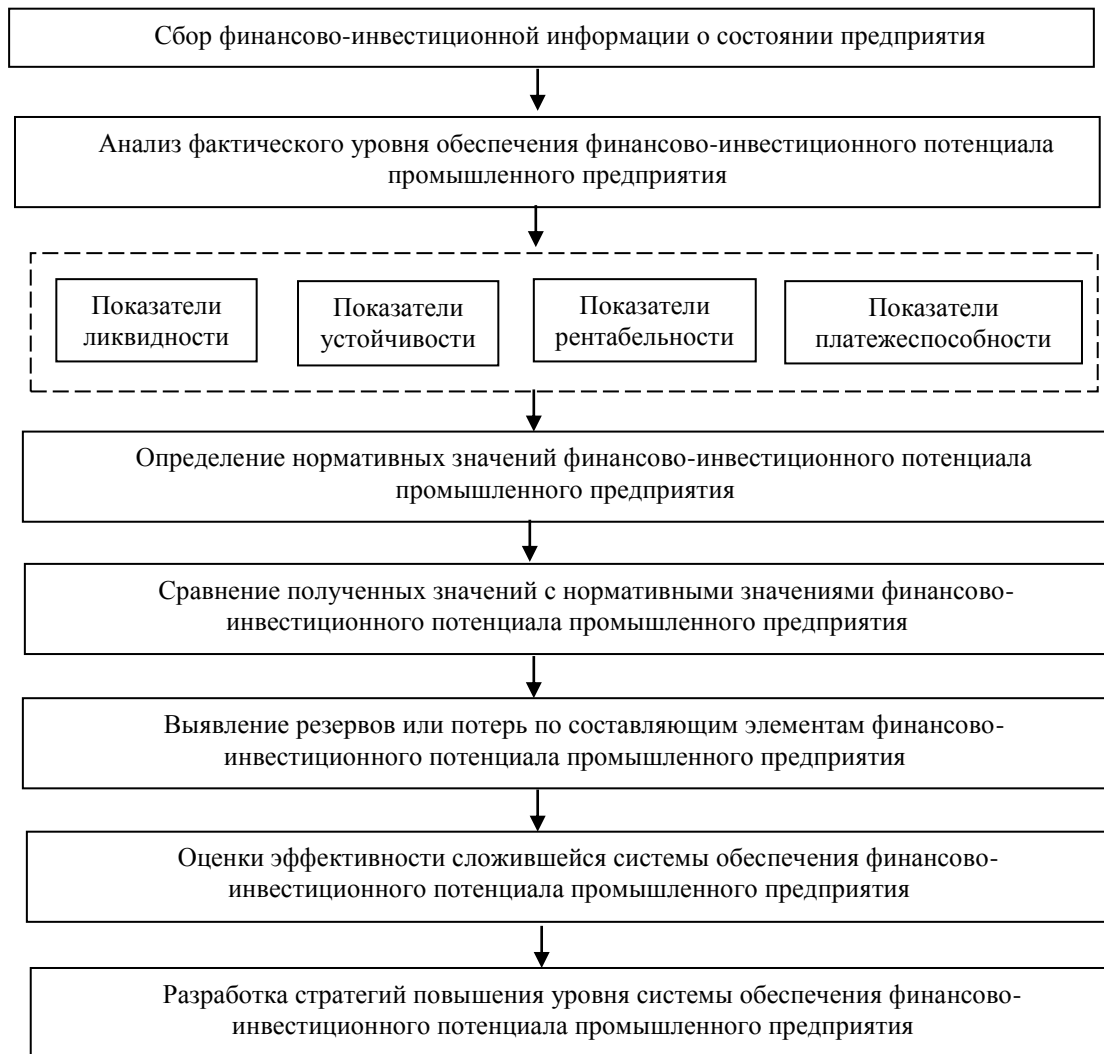 Сбор финансово-инвестиционной информации о состоянии предприятия
Анализ фактического уровня обеспечения финансово-инвестиционного потенциала
промышленного предприятия
Показатели
ликвидности
Показатели
устойчивости
Показатели
рентабельности
Показатели
платежеспособности
Определение нормативных значений финансово-инвестиционного потенциала
промышленного предприятия
Сравнение полученных значений с нормативными значениями финансово-
инвестиционного потенциала промышленного предприятия
Выявление резервов или потерь по составляющим элементам финансово-
инвестиционного потенциала промышленного предприятия
Оценки эффективности сложившейся системы обеспечения финансово-
инвестиционного потенциала промышленного предприятия
Разработка стратегий повышения уровня системы обеспечения финансово-
инвестиционного потенциала промышленного предприятия